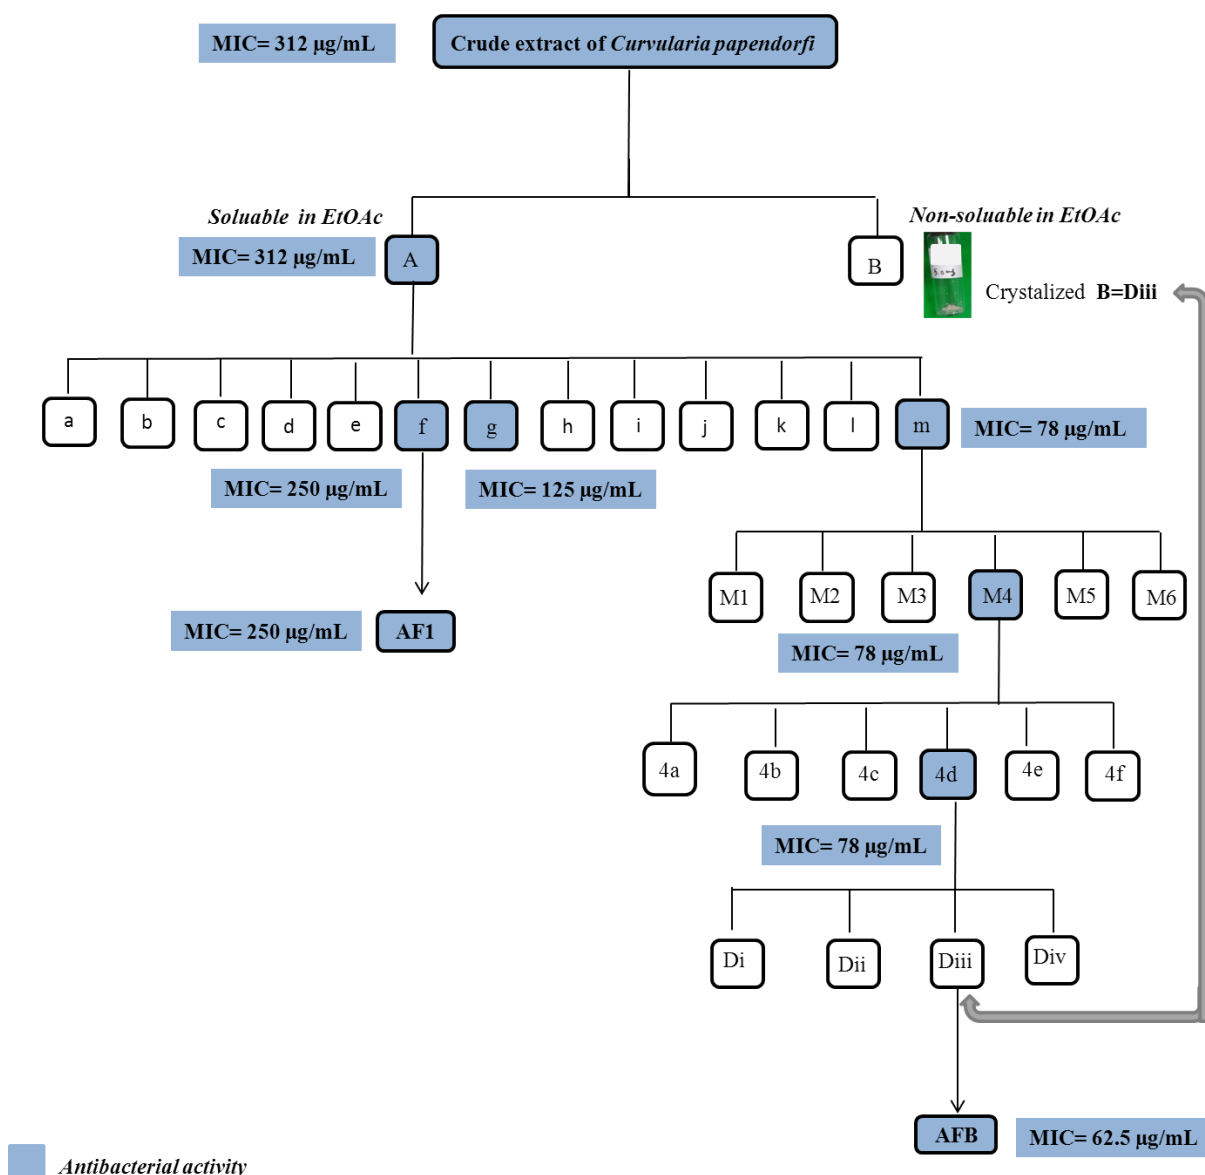 MIC= 312 µg/mL
Crude extract of Curvularia papendorfi
Soluable in EtOAc
Non-soluable in EtOAc
MIC= 312 µg/mL
A
B
Crystalized B=Diii
a b c d e f g h i j k l m
MIC= 78 µg/mL
MIC= 250 µg/mL
MIC= 125 µg/mL
M1 M2 M3 M4 M5 M6
MIC= 250 µg/mL
AF1
MIC= 78 µg/mL
4a 4b 4c 4d 4e 4f
MIC= 78 µg/mL
Di Dii Diii Div
AFB
MIC= 62.5 µg/mL
Antibacterial activity